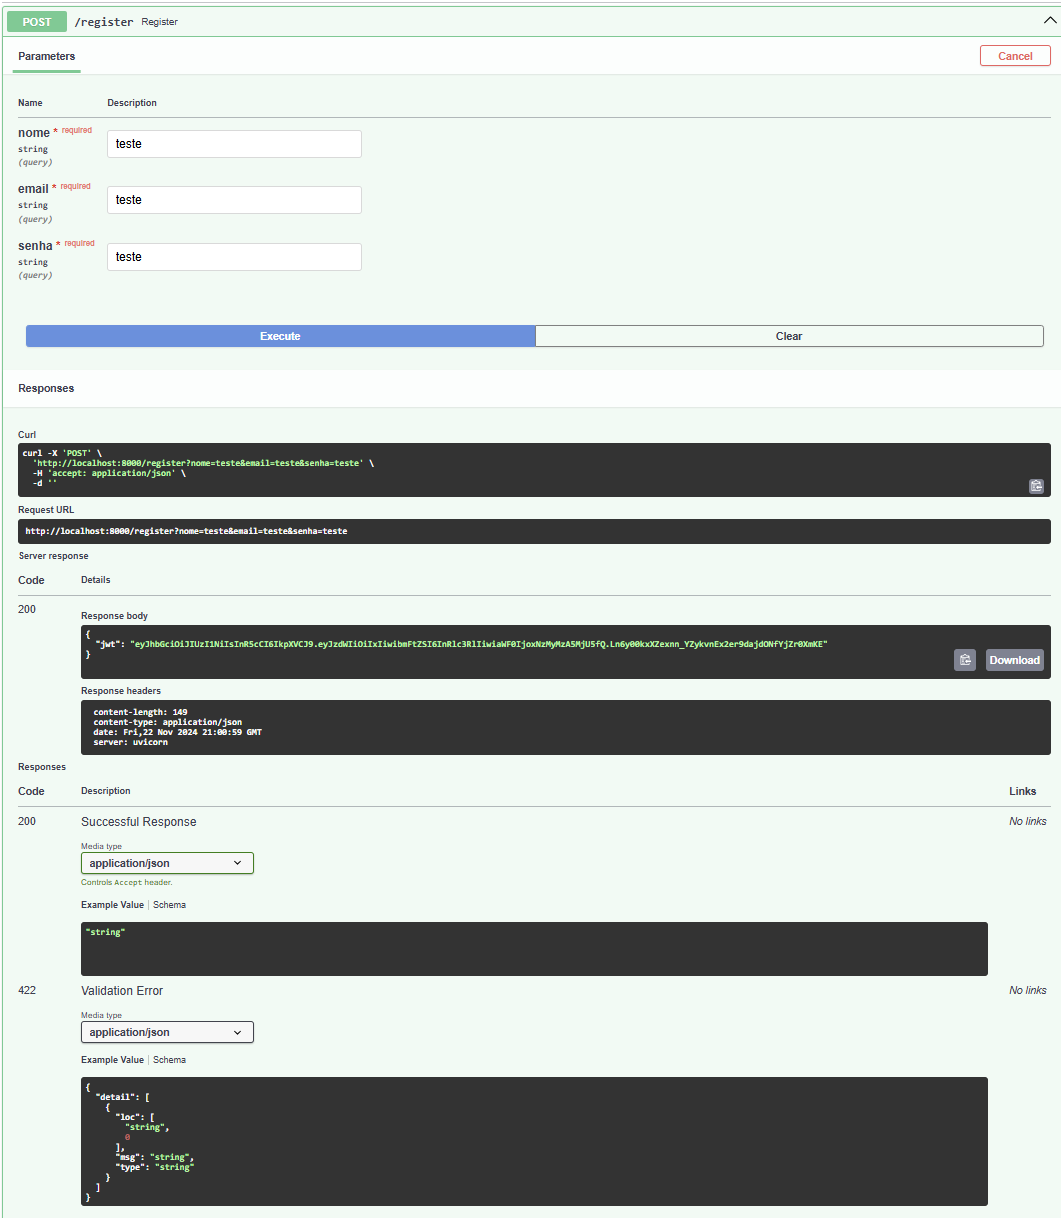 POST /register Register
Parameters
Cancel
Name Description
nome * required
string
(query)
teste
email * required
string
(query)
teste
senha * required
string
(query)
teste
Execute Clear
Responses
Curl
curl -X 'POST' \
'http://localhost:8000/register?nome=teste&email=teste&senha=teste' \
-H 'accept: application/json' \
-d ''
Request URL
http://localhost:8000/register?nome=teste&email=teste&senha=teste
Server response
Code Details
200
Response body
{
"jwt": "eyJhbGciOiJIUzI1NiIsInR5cCI6IkpXVCJ9.eyJzdWIiOiIxIiwibmFtZSI6InRlc3RlIiwiaWF0IjoxNzMyMzA5MjU5fQ.Ln6y00kxXZexnn_YZykvnEx2er9dajdONfYjZr0XmKE"
}
Download
Response headers
content-length: 149
content-type: application/json
date: Fri,22 Nov 2024 21:00:59 GMT
server: uvicorn
Responses
Code Description Links
200 Successful Response No links
Media type
application/json
Controls Accept header.
Example Value Schema
"string"
422 Validation Error No links
Media type
application/json
Example Value Schema
{
"detail": [
{
"loc": [
"string",
0
],
"msg": "string",
"type": "string"
}
]
}